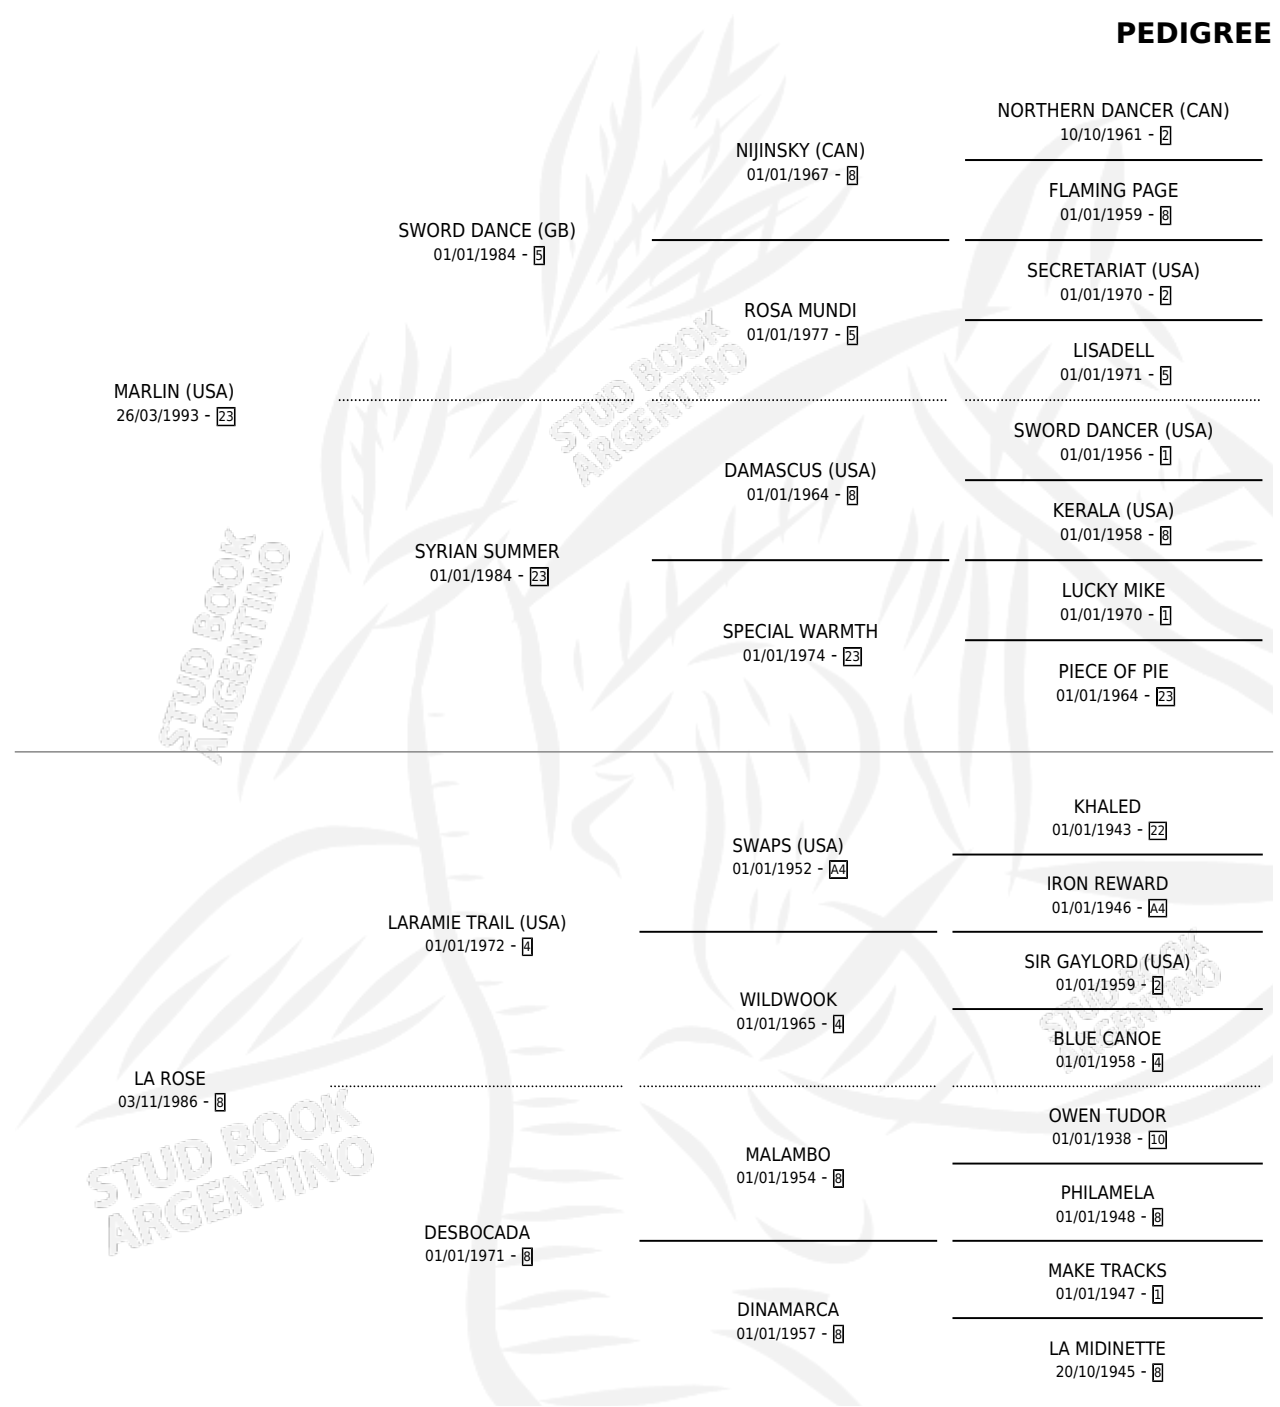 PEDIGREE
NORTHERN DANCER (CAN)
10/10/1961 - 2
NIJINSKY (CAN)
01/01/1967 - 8
FLAMING PAGE
01/01/1959 - 8
SWORD DANCE (GB)
01/01/1984 - 5
SECRETARIAT (USA)
01/01/1970 - 2
ROSA MUNDI
01/01/1977 - 5
LISADELL
01/01/1971 - 5
MARLIN (USA)
26/03/1993 - 23
SWORD DANCER (USA)
01/01/1956 - 1
DAMASCUS (USA)
01/01/1964 - 8
KERALA (USA)
01/01/1958 - 8
SYRIAN SUMMER
01/01/1984 - 23
LUCKY MIKE
01/01/1970 - 1
SPECIAL WARMTH
01/01/1974 - 23
PIECE OF PIE
01/01/1964 - 23
KHALED
01/01/1943 - 22
SWAPS (USA)
01/01/1952 - A4
IRON REWARD
01/01/1946 - A4
LARAMIE TRAIL (USA)
01/01/1972 - 4
SIR GAYLORD (USA)
01/01/1959 - 2
WILDWOOK
01/01/1965 - 4
BLUE CANOE
01/01/1958 - 4
LA ROSE
03/11/1986 - 8
OWEN TUDOR
01/01/1938 - 10
MALAMBO
01/01/1954 - 8
PHILAMELA
01/01/1948 - 8
DESBOCADA
01/01/1971 - 8
MAKE TRACKS
01/01/1947 - 1
DINAMARCA
01/01/1957 - 8
LA MIDINETTE
20/10/1945 - 8
STUD BOOK
ARGENTINO
STUD BOOK
ARGENTINO
STUD BOOK
ARGENTINO
STUD BOOK
ARGENTINO